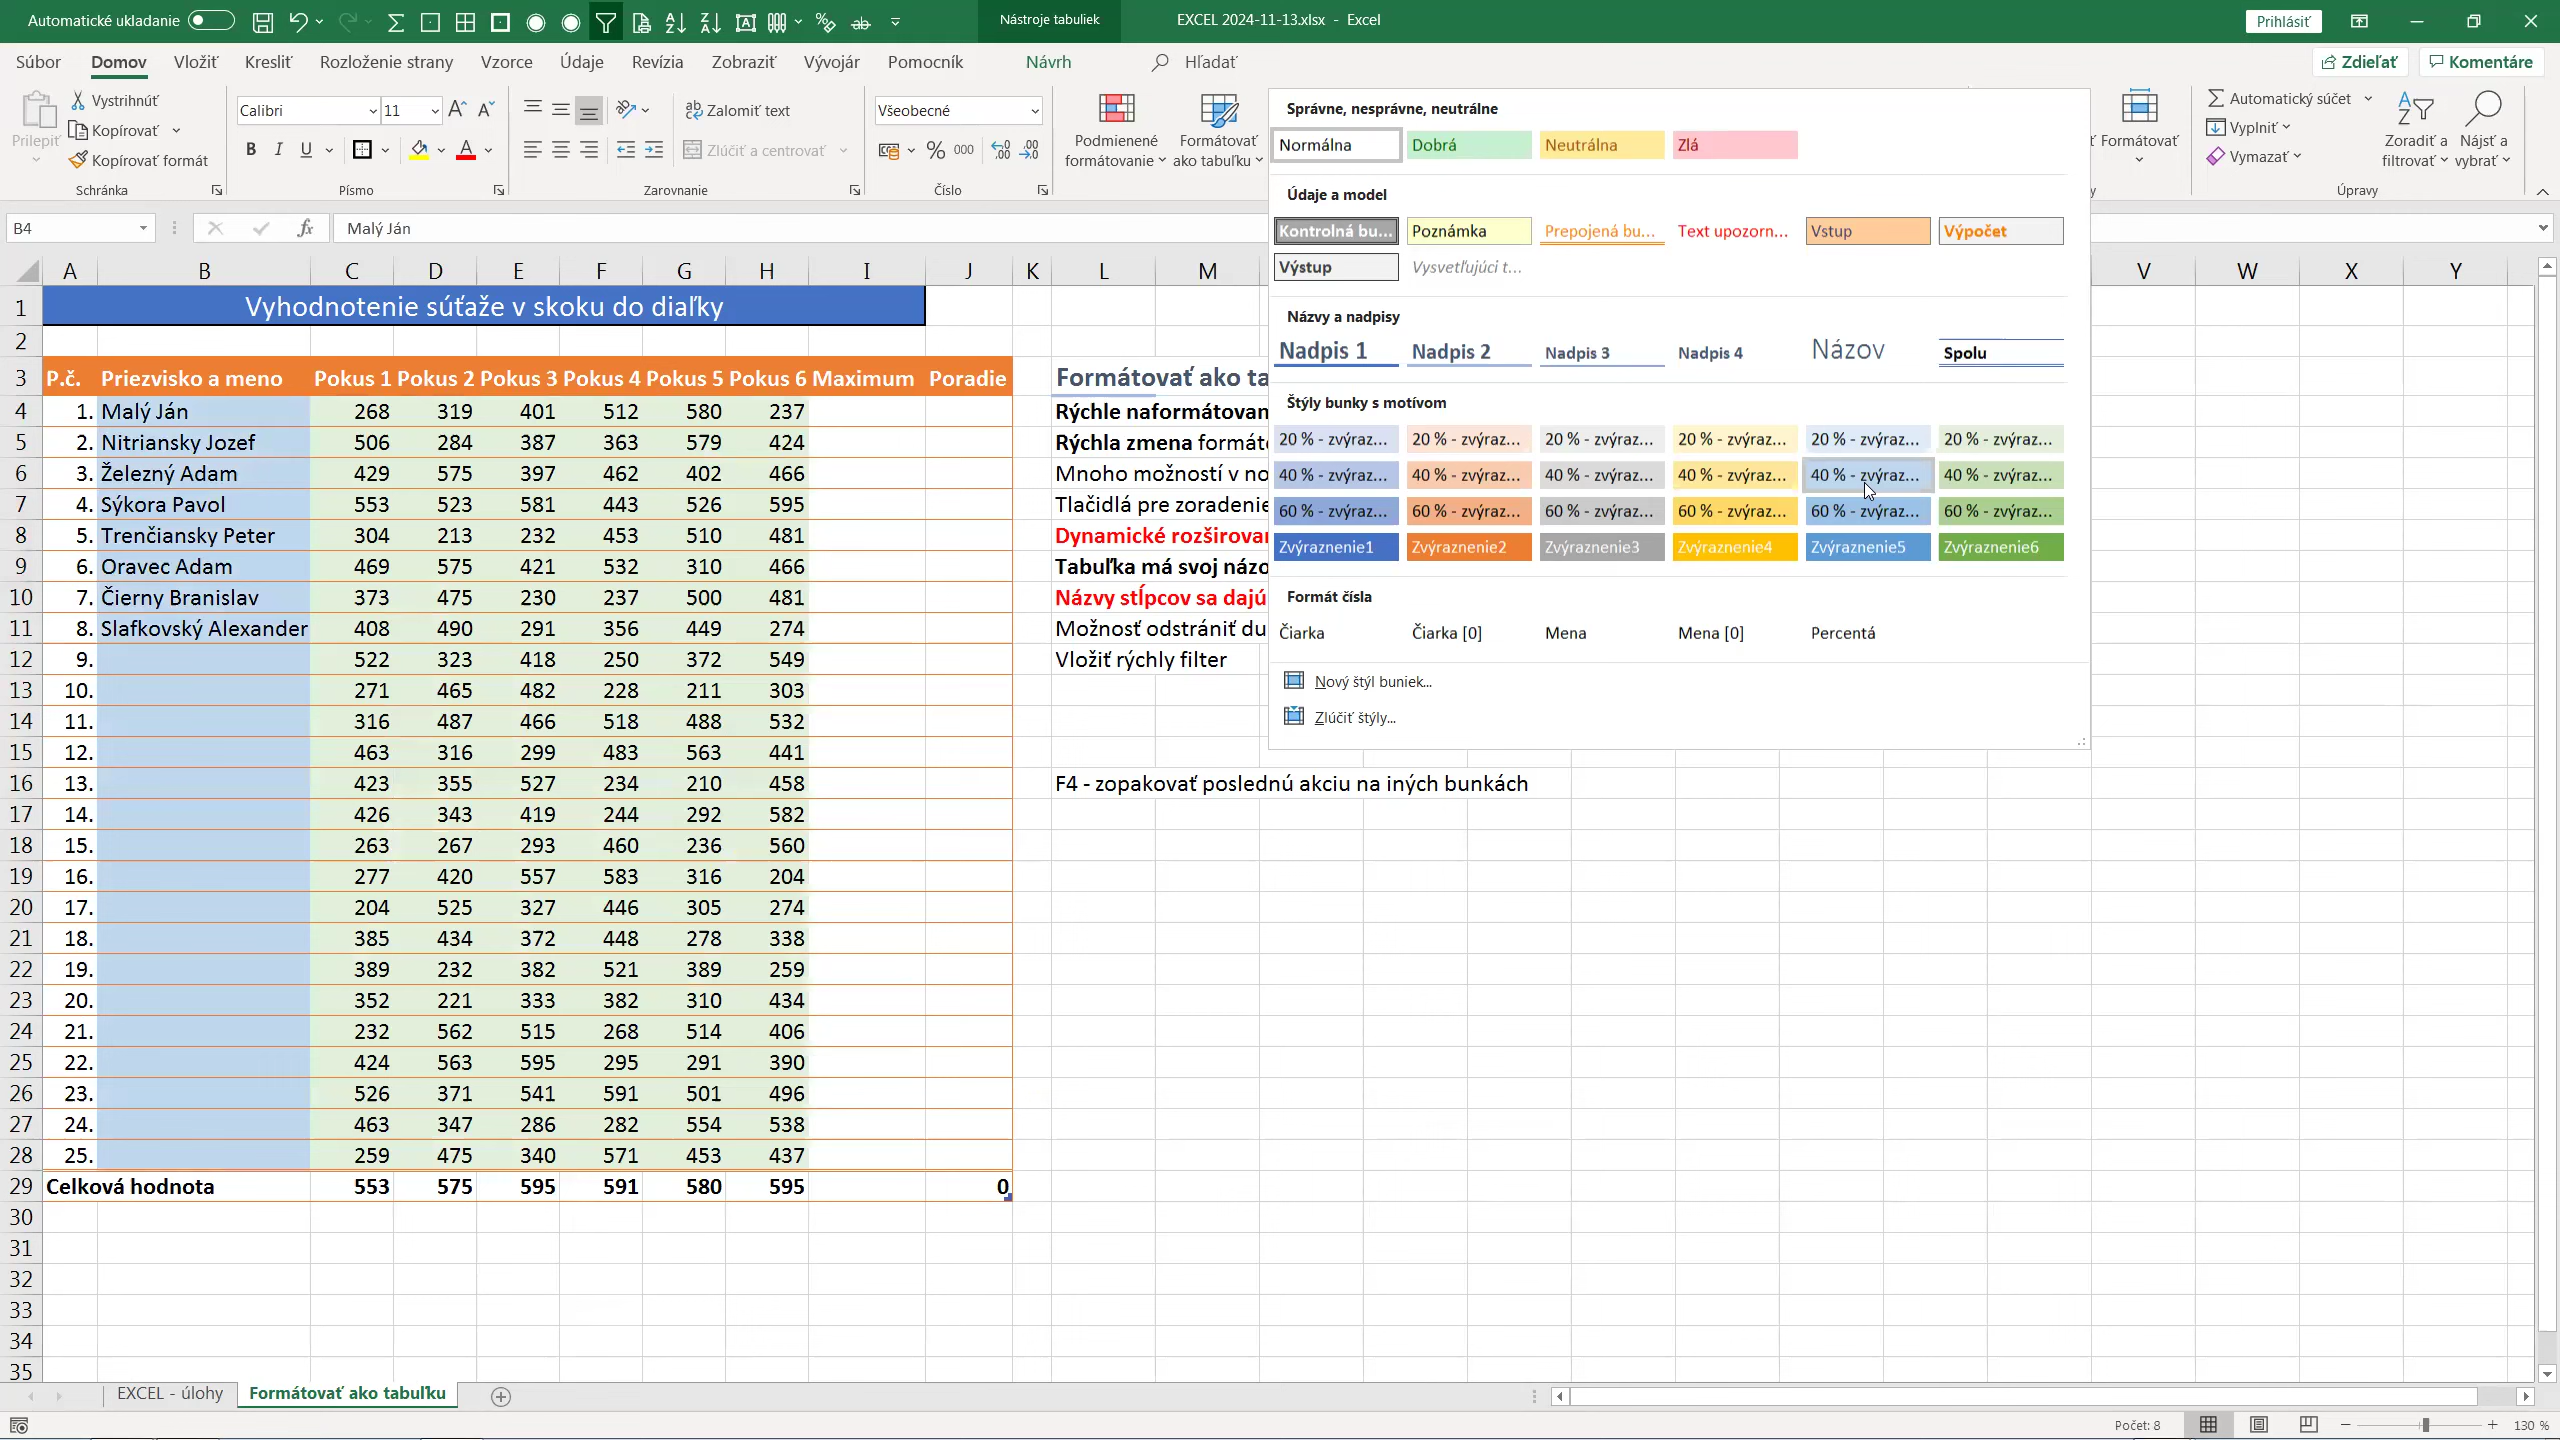 Automatické ukladanie
Nástroje tabuliek
EXCEL 2024-11-13.xlsx - Excel
Prihlásiť
Súbor Domov Vložiť Kresliť Rozloženie strany Vzorce Údaje Revízia Zobraziť Vývojár Pomocník Návrh Hľadať Zdieľať Komentáre
Prilepiť
Vystrihnúť
Kopírovať
Kopírovať formát
Schránka
Calibri 11
B I U
Písmo
Zalomiť text
Zlúčiť a centrovať
Zarovnanie
Všeobecné
% 000
Číslo
Podmienené formátovanie
Formátovať ako tabuľku
Formátovať
Automatický súčet
Vyplniť
Vymazať
Zoradiť a filtrovať
Nájsť a vybrať
Úpravy
B4 fx Malý Ján
Správne, nesprávne, neutrálne
Normálna Dobrá Neutrálna Zlá
Údaje a model
Kontrolná bu... Poznámka Prepojená bu... Text upozorn... Vstup Výpočet
Výstup Vysvetľujúci t...
Názvy a nadpisy
Nadpis 1 Nadpis 2 Nadpis 3 Nadpis 4 Názov Spolu
Štýly bunky s motívom
20 % - zvýraz... 20 % - zvýraz... 20 % - zvýraz... 20 % - zvýraz... 20 % - zvýraz... 20 % - zvýraz...
40 % - zvýraz... 40 % - zvýraz... 40 % - zvýraz... 40 % - zvýraz... 40 % - zvýraz... 40 % - zvýraz...
60 % - zvýraz... 60 % - zvýraz... 60 % - zvýraz... 60 % - zvýraz... 60 % - zvýraz... 60 % - zvýraz...
Zvýraznenie1 Zvýraznenie2 Zvýraznenie3 Zvýraznenie4 Zvýraznenie5 Zvýraznenie6
Formát čísla
Čiarka Čiarka [0] Mena Mena [0] Percentá
Nový štýl buniek...
Zlúčiť štýly...
A B C D E F G H I J K L M V W X Y
1 Vyhodnotenie súťaže v skoku do diaľky
2
3 P.č. Priezvisko a meno Pokus 1 Pokus 2 Pokus 3 Pokus 4 Pokus 5 Pokus 6 Maximum Poradie Formátovať ako ta
4 1. Malý Ján 268 319 401 512 580 237 Rýchle naformátovan
5 2. Nitriansky Jozef 506 284 387 363 579 424 Rýchla zmena formáto
6 3. Železný Adam 429 575 397 462 402 466 Mnoho možností v no
7 4. Sýkora Pavol 553 523 581 443 526 595 Tlačidlá pre zoradenie
8 5. Trenčiansky Peter 304 213 232 453 510 481 Dynamické rozširovan
9 6. Oravec Adam 469 575 421 532 310 466 Tabuľka má svoj názo
10 7. Čierny Branislav 373 475 230 237 500 481 Názvy stĺpcov sa dajú
11 8. Slafkovský Alexander 408 490 291 356 449 274 Možnosť odstrániť du
12 9. 522 323 418 250 372 549 Vložiť rýchly filter
13 10. 271 465 482 228 211 303
14 11. 316 487 466 518 488 532
15 12. 463 316 299 483 563 441
16 13. 423 355 527 234 210 458 F4 - zopakovať poslednú akciu na iných bunkách
17 14. 426 343 419 244 292 582
18 15. 263 267 293 460 236 560
19 16. 277 420 557 583 316 204
20 17. 204 525 327 446 305 274
21 18. 385 434 372 448 278 338
22 19. 389 232 382 521 389 259
23 20. 352 221 333 382 310 434
24 21. 232 562 515 268 514 406
25 22. 424 563 595 295 291 390
26 23. 526 371 541 591 501 496
27 24. 463 347 286 282 554 538
28 25. 259 475 340 571 453 437
29 Celková hodnota 553 575 595 591 580 595 0
30
31
32
33
34
35
EXCEL - úlohy Formátovať ako tabuľku
Počet: 8 130 %